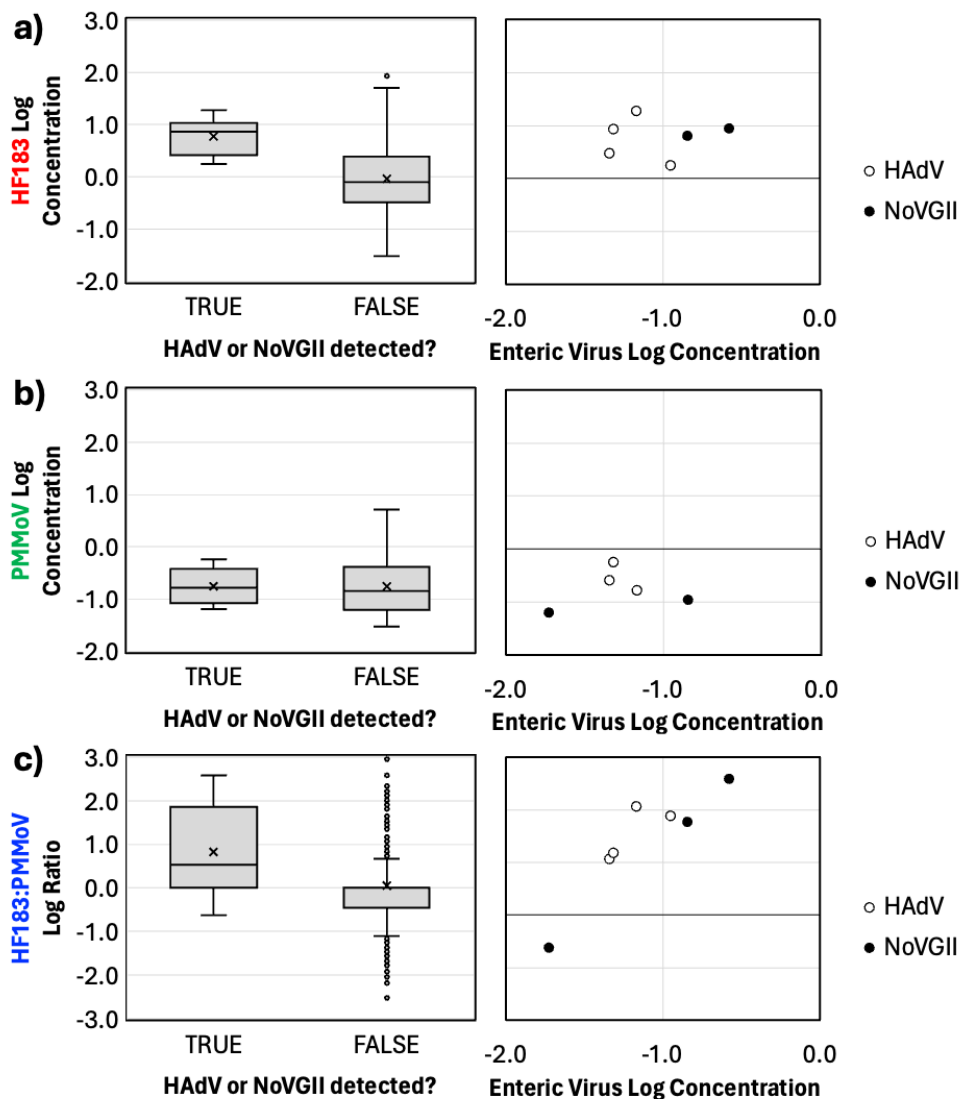 a)
HF183 Log
Concentration
3.0
2.0
1.0
0.0
-1.0
-2.0
TRUE
FALSE
HAdV or NoVGII detected?
-2.0
-1.0
0.0
Enteric Virus Log Concentration
HAdV
NoVGII
b)
PMMoV Log
Concentration
3.0
2.0
1.0
0.0
-1.0
-2.0
TRUE
FALSE
HAdV or NoVGII detected?
-2.0
-1.0
0.0
Enteric Virus Log Concentration
HAdV
NoVGII
c)
HF183:PMMoV
Log Ratio
3.0
2.0
1.0
0.0
-1.0
-2.0
-3.0
TRUE
FALSE
HAdV or NoVGII detected?
-2.0
-1.0
0.0
Enteric Virus Log Concentration
HAdV
NoVGII